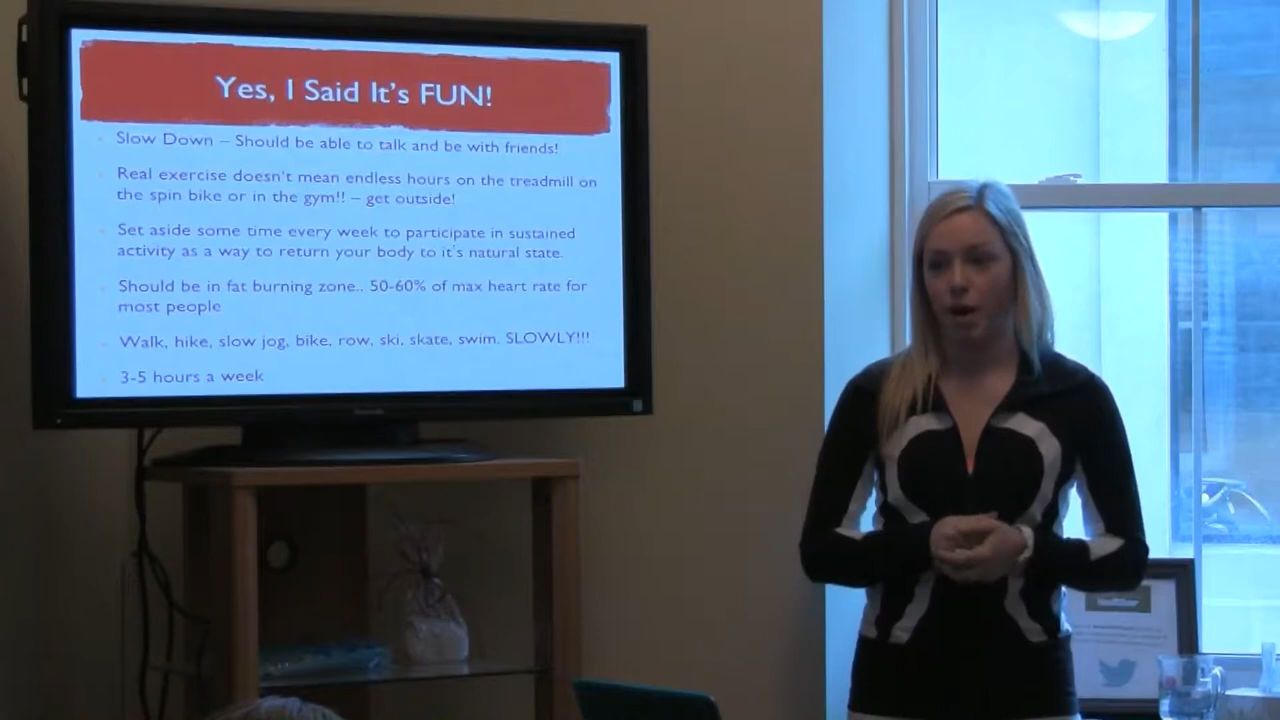 Yes, I Said It's FUN!
Slow Down – Should be able to talk and be with friends!
Real exercise doesn't mean endless hours on the treadmill on
the spin bike or in the gym!! – get outside!
Set aside some time every week to participate in sustained
activity as a way to return your body to it's natural state.
Should be in fat burning zone.. 50-60% of max heart rate for
most people
Walk, hike, slow jog, bike, row, ski, skate, swim. SLOWLY!!!
3-5 hours a week
Panasonic